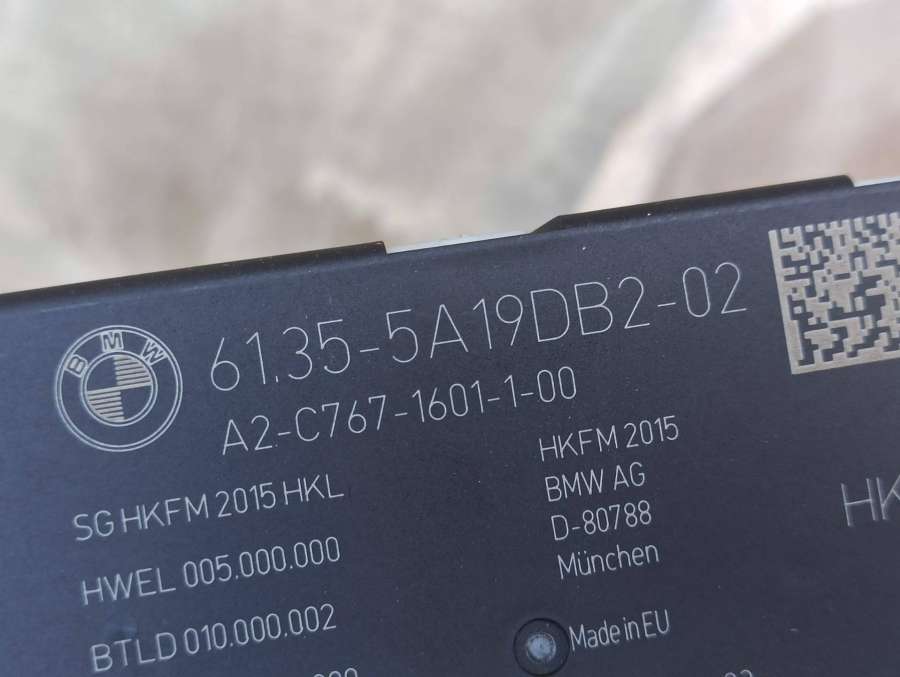 BMW
61.35-5A19DB2-02
A2-C767-1601-1-00
SG HKFM 2015 HKL
HWEL 005.000.000
BTLD 010.000.002
HKFM 2015
BMW AG
D-80788
München
Made in EU